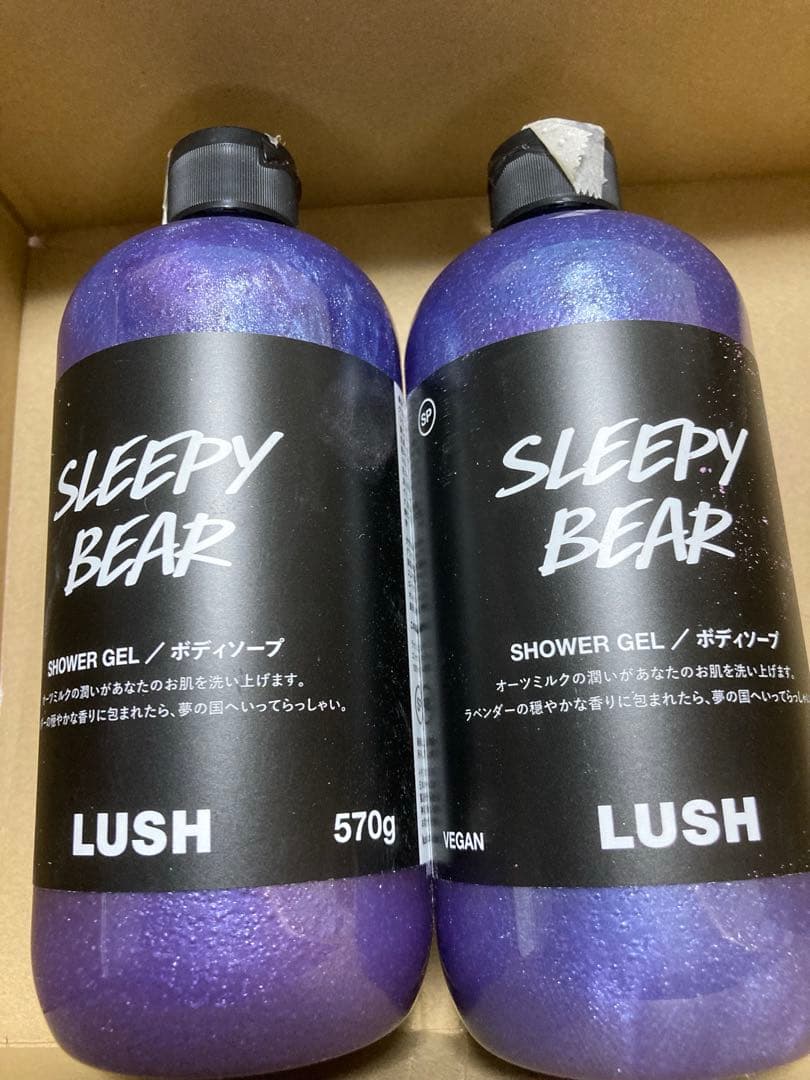 SLEEPY
BEAR
SHOWER GEL / ボディソープ
オーツミルクの潤いがあなたのお肌を洗い上げます。
ーの穏やかな香りに包まれたら、夢の国へいってらっしゃい。
LUSH
570g
SP
SLEEPY
BEAR
SHOWER GEL / ボディソープ
オーツミルクの潤いがあなたのお肌を洗い上げます。
ラベンダーの穏やかな香りに包まれたら、夢の国へいってらっしゃ
VEGAN
LUSH